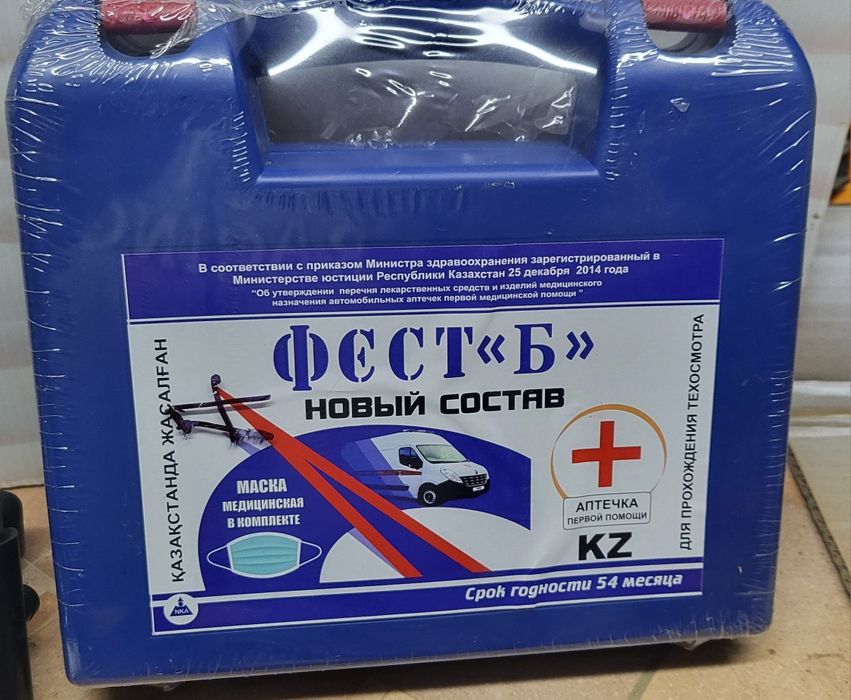 В соответствии с приказом Министра здравоохранения зарегистрированный в
Министерстве юстиции Республики Казахстан 25 декабря 2014 года
"Об утверждении перечня лекарственных средств и изделий медицинского
назначения автомобильных аптечек первой медицинской помощи "
ФЕСТ«Б»
НОВЫЙ СОСТАВ
ҚАЗАҚСТАНДА ЖАСАЛҒАН
МАСКА
МЕДИЦИНСКАЯ
В КОМПЛЕКТЕ
АПТЕЧКА
ПЕРВОЙ ПОМОЩИ
KZ
ДЛЯ ПРОХОЖДЕНИЯ ТЕХОСМОТРА
NKA
Срок годности 54 месяца